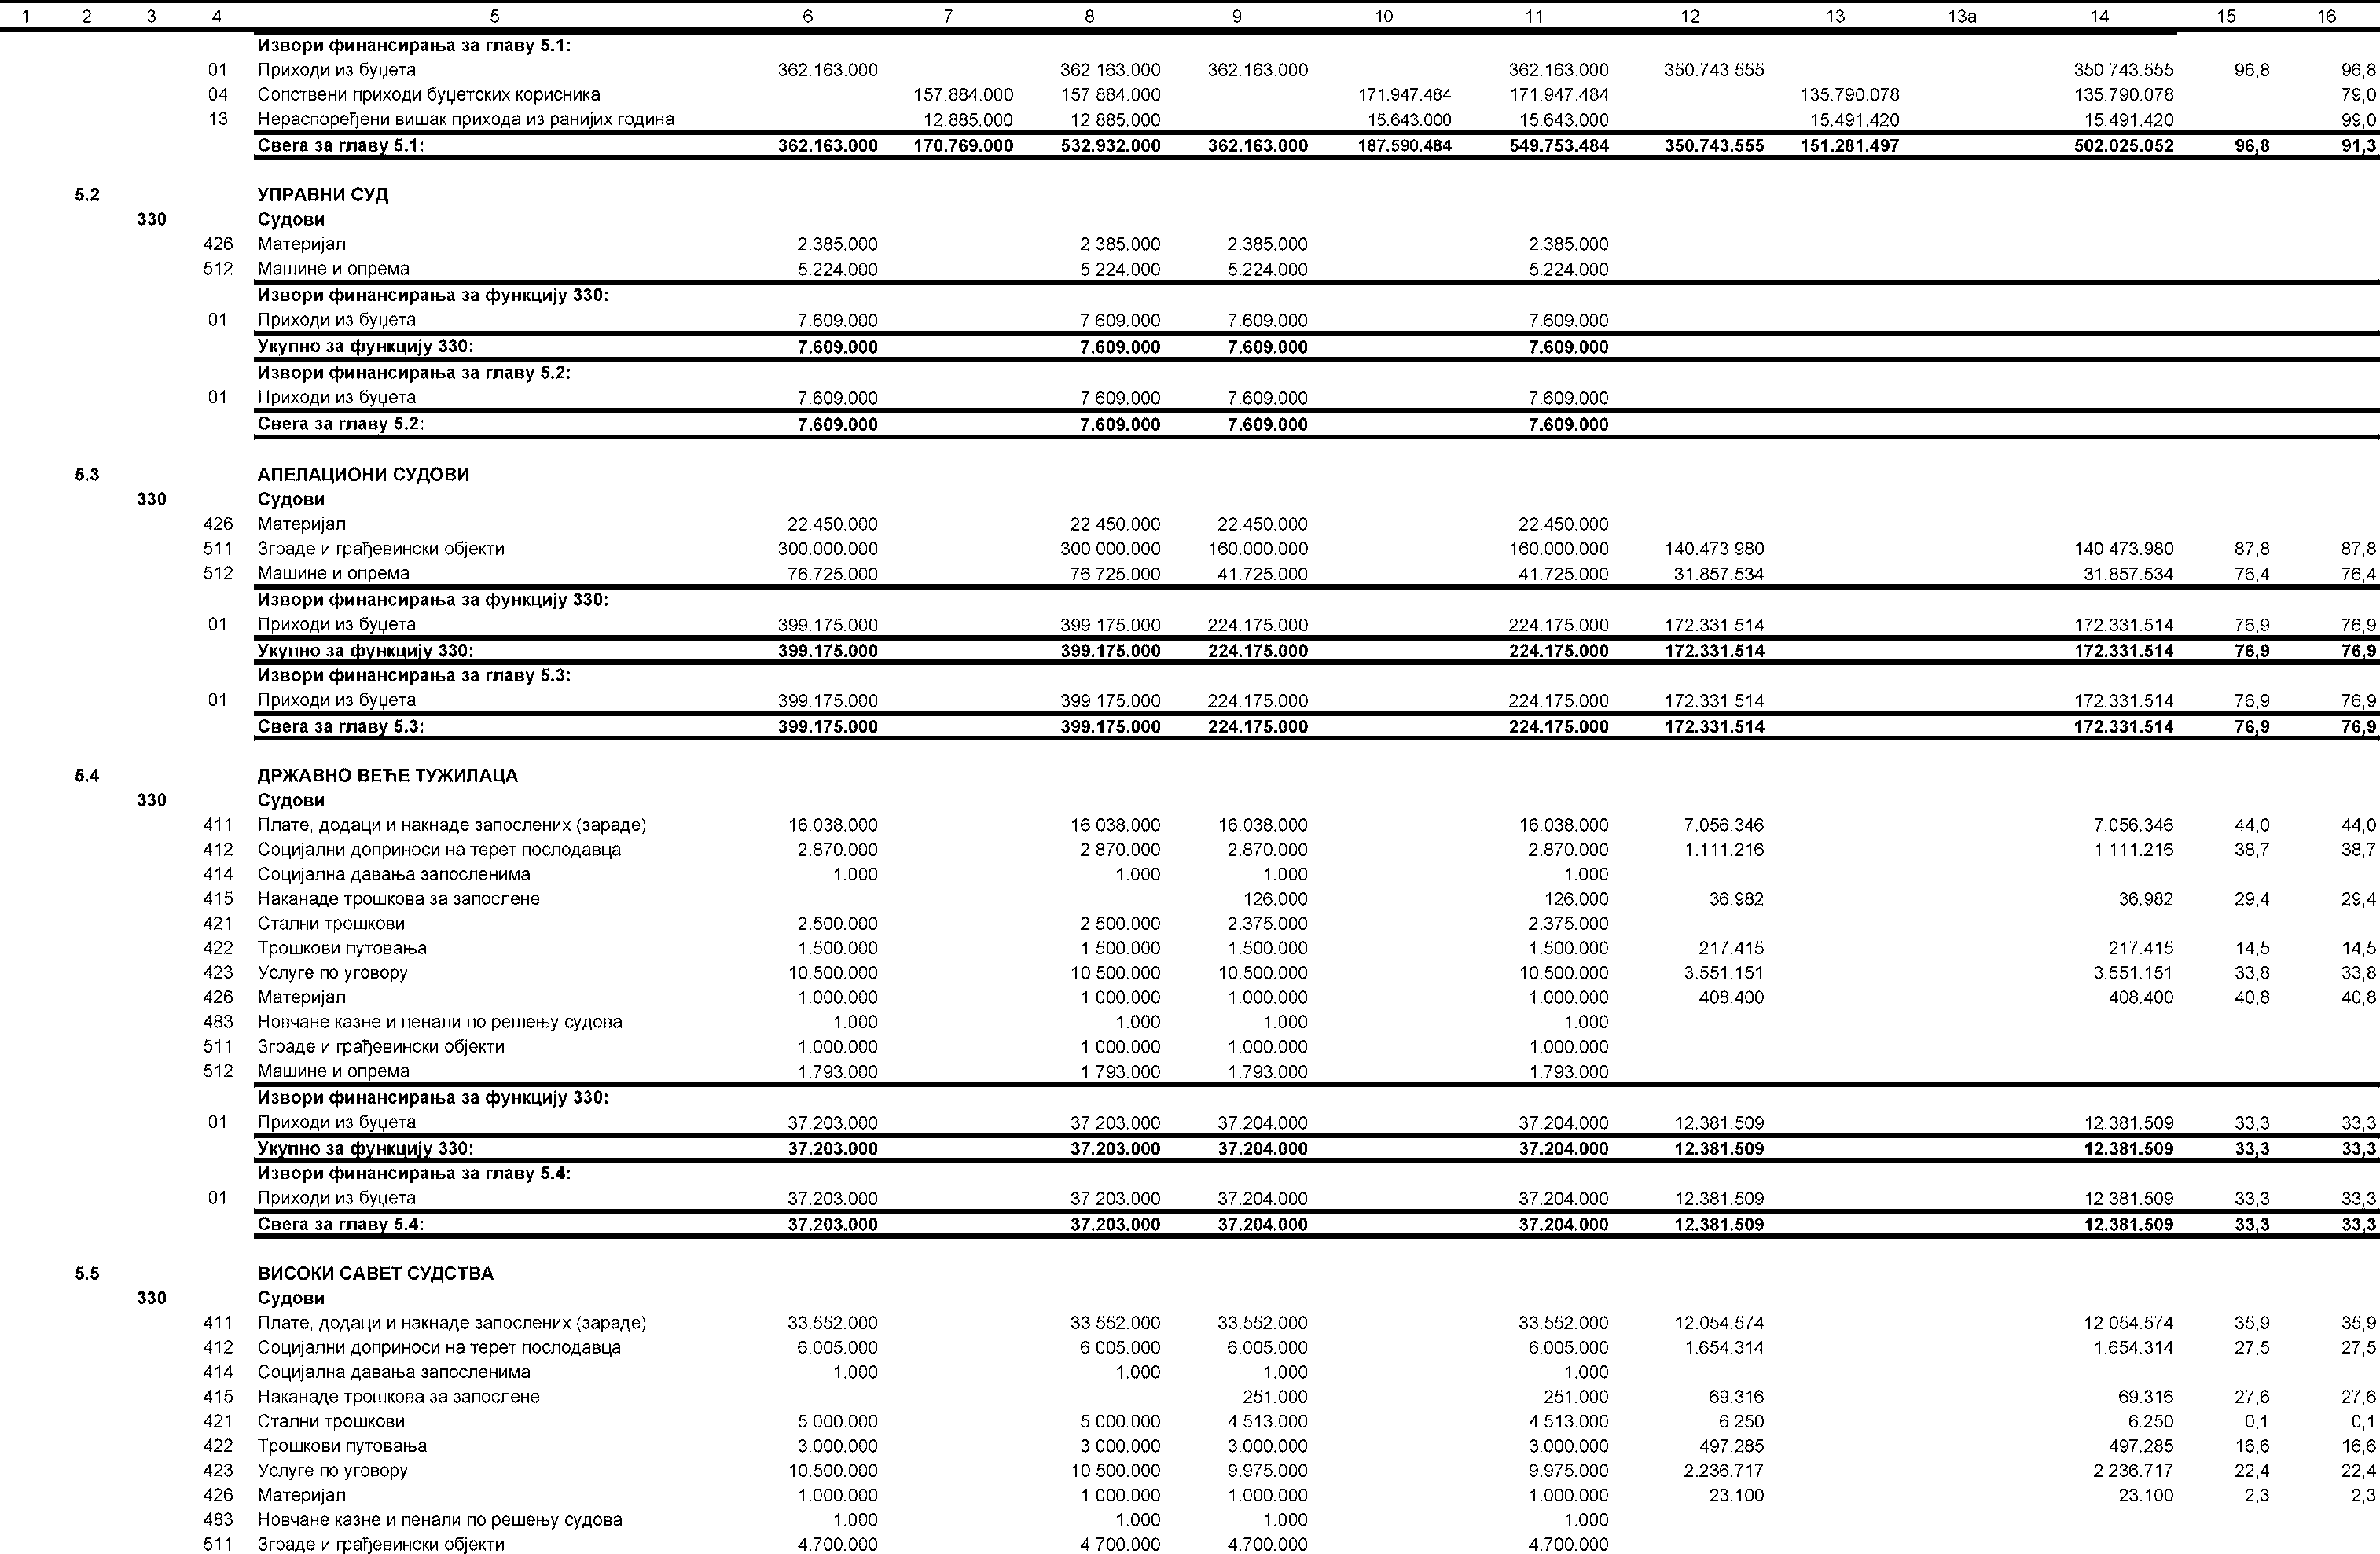 1 2 3 4 5 6 7 8 9 10 11 12 13 13a 14 15 16
Извори финансирања за главу 5.1:
01 Приходи из буџета 362.163.000 362.163.000 362.163.000 362.163.000 350.743.555 350.743.555 96,8 96,8
04 Сопствени приходи буџетских корисника 157.884.000 157.884.000 171.947.484 171.947.484 135.790.078 135.790.078 79,0
13 Нераспоређени вишак прихода из ранијих година 12.885.000 12.885.000 15.643.000 15.643.000 15.491.420 15.491.420 99,0
Свега за главу 5.1: 362.163.000 170.769.000 532.932.000 362.163.000 187.590.484 549.753.484 350.743.555 151.281.497 502.025.052 96,8 91,3
5.2 УПРАВНИ СУД
330 Судови
426 Материјал 2.385.000 2.385.000 2.385.000 2.385.000
512 Машине и опрема 5.224.000 5.224.000 5.224.000 5.224.000
Извори финансирања за функцију 330:
01 Приходи из буџета 7.609.000 7.609.000 7.609.000 7.609.000
Укупно за функцију 330: 7.609.000 7.609.000 7.609.000 7.609.000
Извори финансирања за главу 5.2:
01 Приходи из буџета 7.609.000 7.609.000 7.609.000 7.609.000
Свега за главу 5.2: 7.609.000 7.609.000 7.609.000 7.609.000
5.3 АПЕЛАЦИОНИ СУДОВИ
330 Судови
426 Материјал 22.450.000 22.450.000 22.450.000 22.450.000
511 Зграде и грађевински објекти 300.000.000 300.000.000 160.000.000 160.000.000 140.473.980 140.473.980 87,8 87,8
512 Машине и опрема 76.725.000 76.725.000 41.725.000 41.725.000 31.857.534 31.857.534 76,4 76,4
Извори финансирања за функцију 330:
01 Приходи из буџета 399.175.000 399.175.000 224.175.000 224.175.000 172.331.514 172.331.514 76,9 76,9
Укупно за функцију 330: 399.175.000 399.175.000 224.175.000 224.175.000 172.331.514 172.331.514 76,9 76,9
Извори финансирања за главу 5.3:
01 Приходи из буџета 399.175.000 399.175.000 224.175.000 224.175.000 172.331.514 172.331.514 76,9 76,9
Свега за главу 5.3: 399.175.000 399.175.000 224.175.000 224.175.000 172.331.514 172.331.514 76,9 76,9
5.4 ДРЖАВНО ВЕЋЕ ТУЖИЛАЦА
330 Судови
411 Плате, додаци и накнаде запослених (зараде) 16.038.000 16.038.000 16.038.000 16.038.000 7.056.346 7.056.346 44,0 44,0
412 Социјални доприноси на терет послодавца 2.870.000 2.870.000 2.870.000 2.870.000 1.111.216 1.111.216 38,7 38,7
414 Социјална давања запосленима 1.000 1.000 1.000 1.000
415 Наканаде трошкова за запослене 126.000 126.000 36.982 36.982 29,4 29,4
421 Стални трошкови 2.500.000 2.500.000 2.375.000 2.375.000
422 Трошкови путовања 1.500.000 1.500.000 1.500.000 1.500.000 217.415 217.415 14,5 14,5
423 Услуге по уговору 10.500.000 10.500.000 10.500.000 10.500.000 3.551.151 3.551.151 33,8 33,8
426 Материјал 1.000.000 1.000.000 1.000.000 1.000.000 408.400 408.400 40,8 40,8
483 Новчане казне и пенали по решењу судова 1.000 1.000 1.000 1.000
511 Зграде и грађевински објекти 1.000.000 1.000.000 1.000.000 1.000.000
512 Машине и опрема 1.793.000 1.793.000 1.793.000 1.793.000
Извори финансирања за функцију 330:
01 Приходи из буџета 37.203.000 37.203.000 37.204.000 37.204.000 12.381.509 12.381.509 33,3 33,3
Укупно за функцију 330: 37.203.000 37.203.000 37.204.000 37.204.000 12.381.509 12.381.509 33,3 33,3
Извори финансирања за главу 5.4:
01 Приходи из буџета 37.203.000 37.203.000 37.204.000 37.204.000 12.381.509 12.381.509 33,3 33,3
Свега за главу 5.4: 37.203.000 37.203.000 37.204.000 37.204.000 12.381.509 12.381.509 33,3 33,3
5.5 ВИСОКИ САВЕТ СУДСТВА
330 Судови
411 Плате, додаци и накнаде запослених (зараде) 33.552.000 33.552.000 33.552.000 33.552.000 12.054.574 12.054.574 35,9 35,9
412 Социјални доприноси на терет послодавца 6.005.000 6.005.000 6.005.000 6.005.000 1.654.314 1.654.314 27,5 27,5
414 Социјална давања запосленима 1.000 1.000 1.000 1.000
415 Наканаде трошкова за запослене 251.000 251.000 69.316 69.316 27,6 27,6
421 Стални трошкови 5.000.000 5.000.000 4.513.000 4.513.000 6.250 6.250 0,1 0,1
422 Трошкови путовања 3.000.000 3.000.000 3.000.000 3.000.000 497.285 497.285 16,6 16,6
423 Услуге по уговору 10.500.000 10.500.000 9.975.000 9.975.000 2.236.717 2.236.717 22,4 22,4
426 Материјал 1.000.000 1.000.000 1.000.000 1.000.000 23.100 23.100 2,3 2,3
483 Новчане казне и пенали по решењу судова 1.000 1.000 1.000 1.000
511 Зграде и грађевински објекти 4.700.000 4.700.000 4.700.000 4.700.000